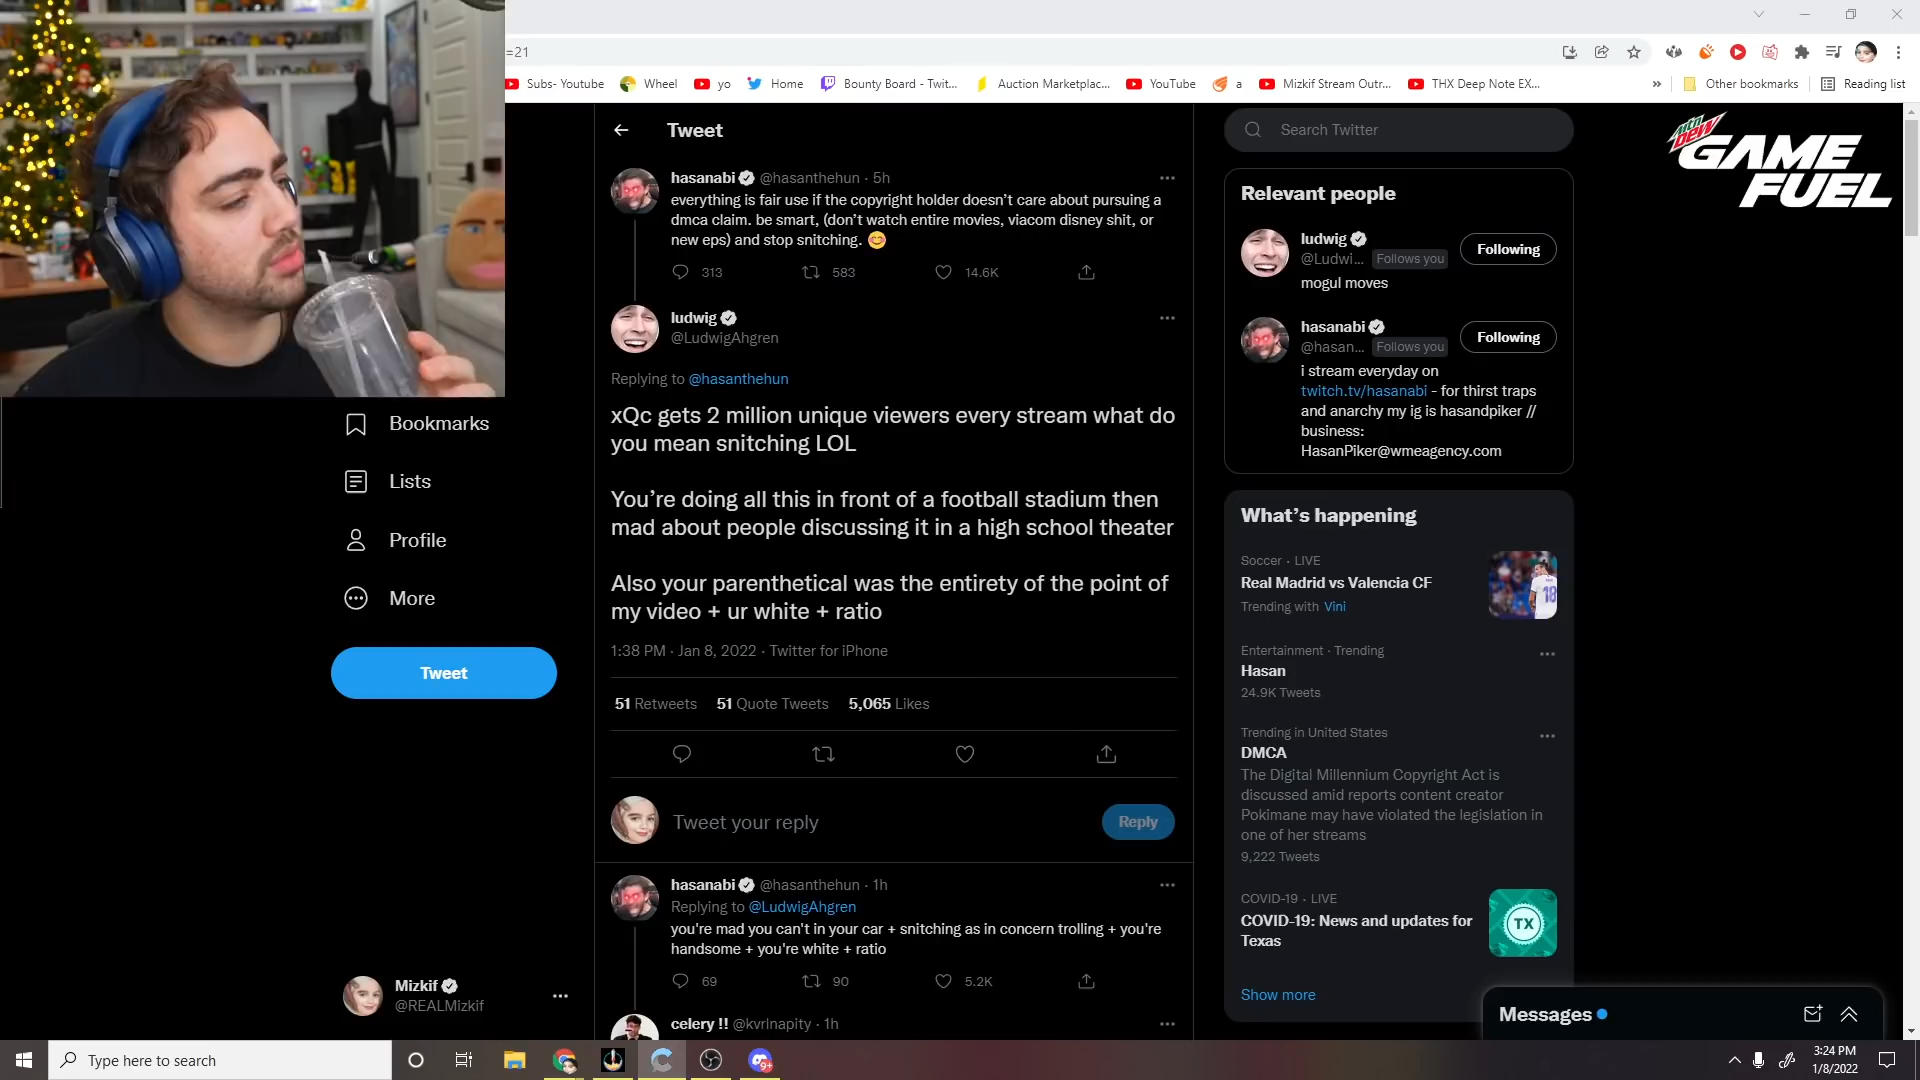 =21
Subs- Youtube
Wheel
yo
Home
Bounty Board - Twit...
Auction Marketplac...
YouTube
a
Mizkif Stream Outr...
THX Deep Note EX...
»
Other bookmarks
Reading list
Tweet
hasanabi @hasanthehun · 5h
everything is fair use if the copyright holder doesn’t care about pursuing a
dmca claim. be smart, (don’t watch entire movies, viacom disney shit, or
new eps) and stop snitching. 😊
313 583 14.6K
ludwig
@LudwigAhgren
Replying to @hasanthehun
xQc gets 2 million unique viewers every stream what do
you mean snitching LOL
You’re doing all this in front of a football stadium then
mad about people discussing it in a high school theater
Also your parenthetical was the entirety of the point of
my video + ur white + ratio
1:38 PM · Jan 8, 2022 · Twitter for iPhone
51 Retweets 51 Quote Tweets 5,065 Likes
Tweet your reply
Reply
hasanabi @hasanthehun · 1h
Replying to @LudwigAhgren
you're mad you can't in your car + snitching as in concern trolling + you're
handsome + you're white + ratio
69 90 5.2K
celery !! @kvrlnapity · 1h
Bookmarks
Lists
Profile
More
Tweet
Mizkif
@REALMizkif
Search Twitter
Relevant people
ludwig
@Ludwi... Follows you
Following
mogul moves
hasanabi
@hasan... Follows you
Following
i stream everyday on
twitch.tv/hasanabi - for thirst traps
and anarchy my ig is hasandpiker //
business:
HasanPiker@wmeagency.com
What’s happening
Soccer · LIVE
Real Madrid vs Valencia CF
Trending with Vini
18
Entertainment · Trending
Hasan
24.9K Tweets
Trending in United States
DMCA
The Digital Millennium Copyright Act is
discussed amid reports content creator
Pokimane may have violated the legislation in
one of her streams
9,222 Tweets
COVID-19 · LIVE
COVID-19: News and updates for
Texas
TX
Show more
Messages
mtn
DEW
GAME
FUEL
Type here to search
9+
3:24 PM
1/8/2022